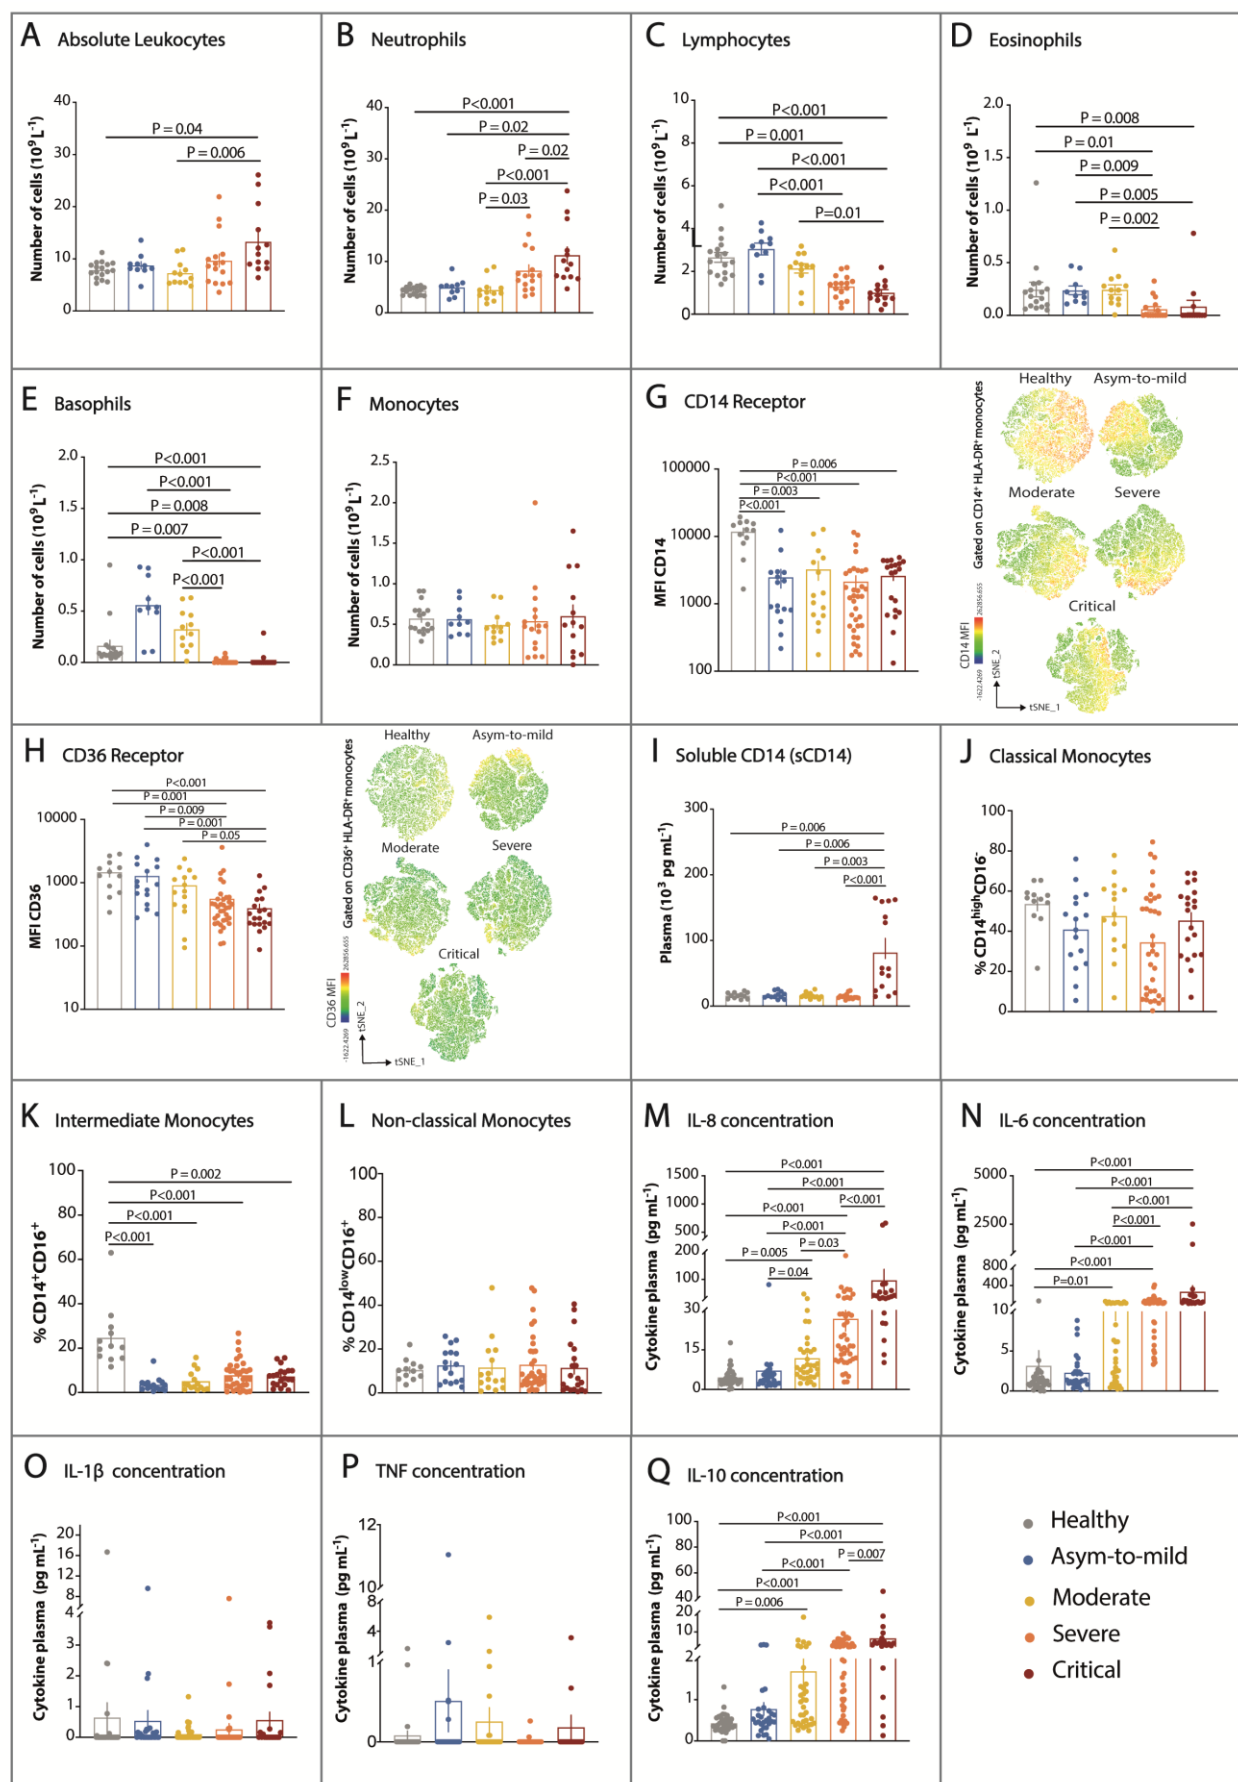 A Absolute Leukocytes
Number of cells (10⁹ L⁻¹)
40
30
20
10
0
P = 0.04
P = 0.006
B Neutrophils
Number of cells (10⁹ L⁻¹)
40
30
20
10
0
P<0.001
P = 0.02
P = 0.02
P<0.001
P = 0.03
C Lymphocytes
Number of cells (10⁹ L⁻¹)
10
8
6
4
2
0
P<0.001
P = 0.001
P<0.001
P<0.001
P=0.01
D Eosinophils
Number of cells (10⁹ L⁻¹)
2.0
1.5
1.0
0.5
0.0
P = 0.008
P = 0.01
P = 0.009
P = 0.005
P = 0.002
E Basophils
Number of cells (10⁹ L⁻¹)
2.0
1.5
1.0
0.5
0.0
P<0.001
P<0.001
P = 0.008
P = 0.007
P<0.001
P<0.001
F Monocytes
Number of cells (10⁹ L⁻¹)
2.5
2.0
1.5
1.0
0.5
0.0
G CD14 Receptor
MFI CD14
100000
10000
1000
100
P = 0.006
P<0.001
P = 0.003
P<0.001
Gated on CD14⁺ HLA-DR⁺ monocytes
Healthy
Asym-to-mild
Moderate
Severe
Critical
CD14 MFI
-1622.4269
262856.655
tSNE_2
tSNE_1
H CD36 Receptor
MFI CD36
10000
1000
100
10
P<0.001
P = 0.001
P = 0.009
P = 0.001
P = 0.05
Gated on CD36⁺ HLA-DR⁺ monocytes
Healthy
Asym-to-mild
Moderate
Severe
Critical
CD36 MFI
-1622.4269
262856.655
tSNE_2
tSNE_1
I Soluble CD14 (sCD14)
Plasma (10³ pg mL⁻¹)
300
200
100
0
P = 0.006
P = 0.006
P = 0.003
P<0.001
J Classical Monocytes
% CD14ʰⁱᵍʰCD16⁻
100
80
60
40
20
0
K Intermediate Monocytes
% CD14⁺CD16⁺
100
80
60
40
20
0
P = 0.002
P<0.001
P<0.001
P<0.001
L Non-classical Monocytes
% CD14ˡᵒʷCD16⁺
100
80
60
40
20
0
M IL-8 concentration
Cytokine plasma (pg mL⁻¹)
1500
1000
500
200
100
30
15
0
P<0.001
P<0.001
P<0.001
P<0.001
P<0.001
P = 0.03
P = 0.005
P = 0.04
N IL-6 concentration
Cytokine plasma (pg mL⁻¹)
5000
2500
800
400
10
5
0
P<0.001
P<0.001
P<0.001
P<0.001
P<0.001
P<0.001
P=0.01
O IL-1β concentration
Cytokine plasma (pg mL⁻¹)
20
16
12
8
4
3
2
1
0
P TNF concentration
Cytokine plasma (pg mL⁻¹)
12
10
8
4
1
0
Q IL-10 concentration
Cytokine plasma (pg mL⁻¹)
100
80
60
40
20
10
2
1
0
P<0.001
P<0.001
P = 0.007
P<0.001
P<0.001
P = 0.006
Healthy
Asym-to-mild
Moderate
Severe
Critical